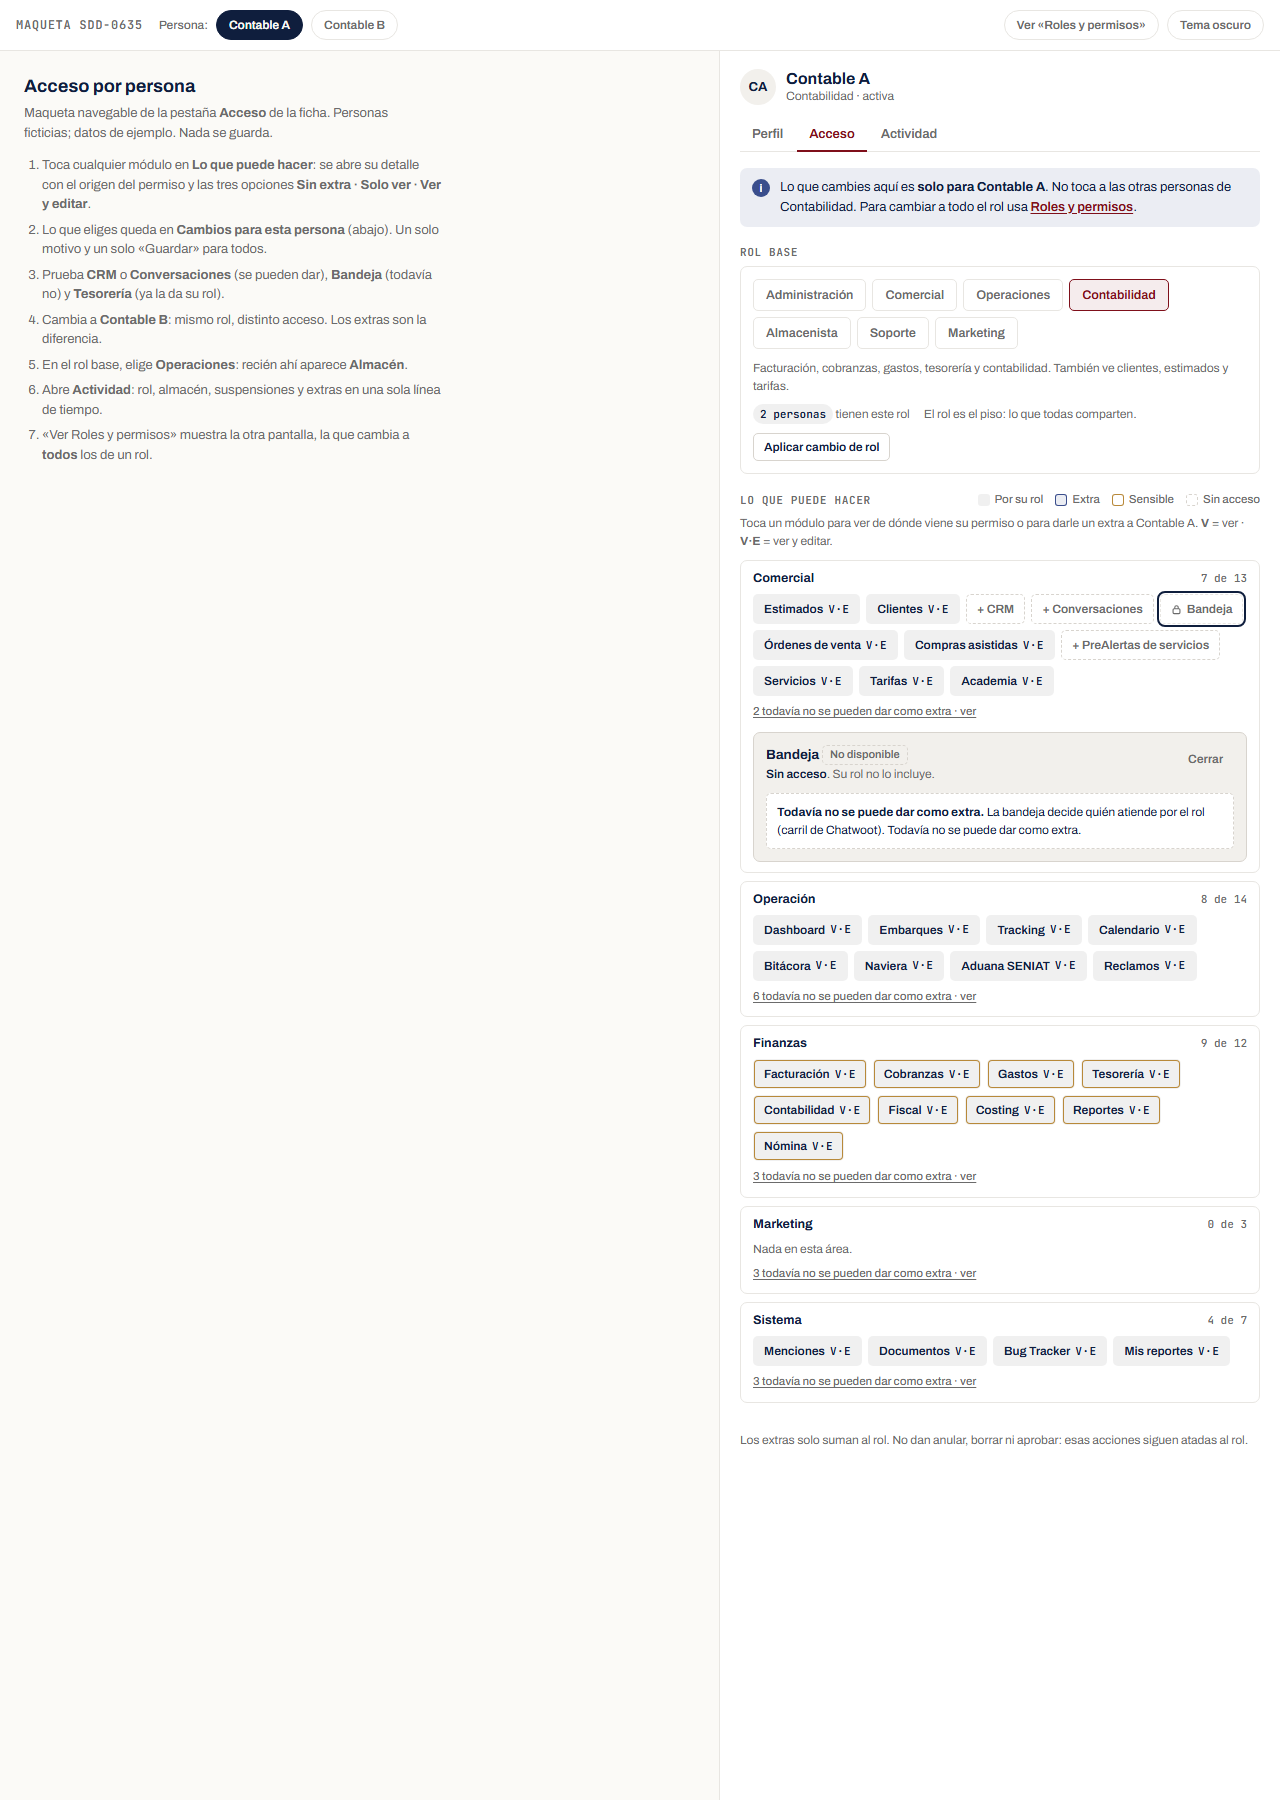 MAQUETA SDD-0635 Persona: Contable A Contable B Ver «Roles y permisos» Tema oscuro
Acceso por persona
Maqueta navegable de la pestaña Acceso de la ficha. Personas
ficticias; datos de ejemplo. Nada se guarda.
1. Toca cualquier módulo en Lo que puede hacer: se abre su detalle
con el origen del permiso y las tres opciones Sin extra · Solo ver · Ver
y editar.
2. Lo que eliges queda en Cambios para esta persona (abajo). Un solo
motivo y un solo «Guardar» para todos.
3. Prueba CRM o Conversaciones (se pueden dar), Bandeja (todavía
no) y Tesorería (ya la da su rol).
4. Cambia a Contable B: mismo rol, distinto acceso. Los extras son la
diferencia.
5. En el rol base, elige Operaciones: recién ahí aparece Almacén.
6. Abre Actividad: rol, almacén, suspensiones y extras en una sola línea
de tiempo.
7. «Ver Roles y permisos» muestra la otra pantalla, la que cambia a
todos los de un rol.
CA
Contable A
Contabilidad · activa
Perfil Acceso Actividad
i
Lo que cambies aquí es solo para Contable A. No toca a las otras personas de
Contabilidad. Para cambiar a todo el rol usa Roles y permisos.
ROL BASE
Administración Comercial Operaciones Contabilidad
Almacenista Soporte Marketing
Facturación, cobranzas, gastos, tesorería y contabilidad. También ve clientes, estimados y
tarifas.
2 personas tienen este rol El rol es el piso: lo que todas comparten.
Aplicar cambio de rol
LO QUE PUEDE HACER Por su rol Extra Sensible Sin acceso
Toca un módulo para ver de dónde viene su permiso o para darle un extra a Contable A. V = ver ·
V·E = ver y editar.
Comercial 7 de 13
Estimados V·E Clientes V·E + CRM + Conversaciones Bandeja
Órdenes de venta V·E Compras asistidas V·E + PreAlertas de servicios
Servicios V·E Tarifas V·E Academia V·E
2 todavía no se pueden dar como extra · ver
Bandeja No disponible Cerrar
Sin acceso. Su rol no lo incluye.
Todavía no se puede dar como extra. La bandeja decide quién atiende por el rol
(carril de Chatwoot). Todavía no se puede dar como extra.
Operación 8 de 14
Dashboard V·E Embarques V·E Tracking V·E Calendario V·E
Bitácora V·E Naviera V·E Aduana SENIAT V·E Reclamos V·E
6 todavía no se pueden dar como extra · ver
Finanzas 9 de 12
Facturación V·E Cobranzas V·E Gastos V·E Tesorería V·E
Contabilidad V·E Fiscal V·E Costing V·E Reportes V·E
Nómina V·E
3 todavía no se pueden dar como extra · ver
Marketing 0 de 3
Nada en esta área.
3 todavía no se pueden dar como extra · ver
Sistema 4 de 7
Menciones V·E Documentos V·E Bug Tracker V·E Mis reportes V·E
3 todavía no se pueden dar como extra · ver
Los extras solo suman al rol. No dan anular, borrar ni aprobar: esas acciones siguen atadas al rol.